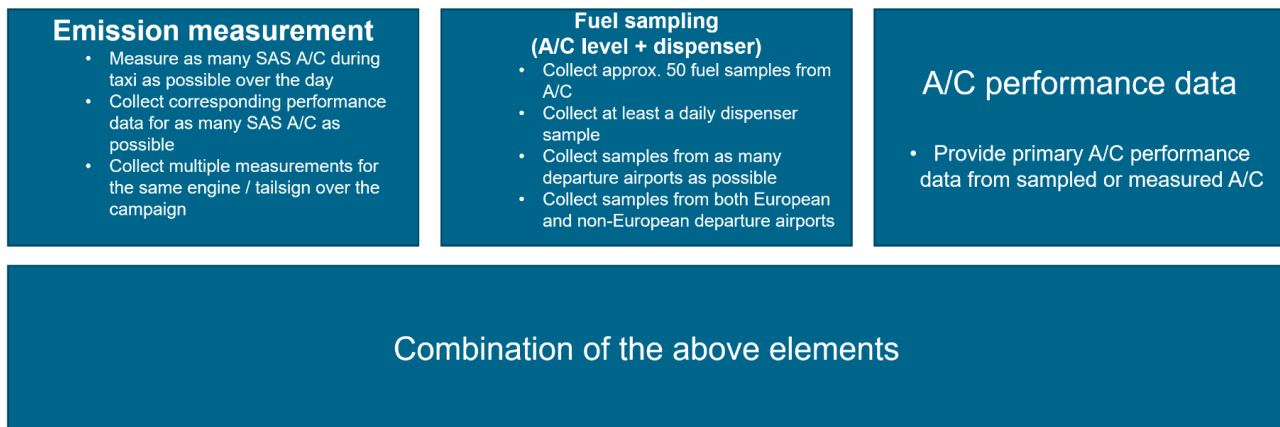 Emission measurement
• Measure as many SAS A/C during
taxi as possible over the day
• Collect corresponding performance
data for as many SAS A/C as
possible
• Collect multiple measurements for
the same engine / tailsign over the
campaign
Fuel sampling
(A/C level + dispenser)
• Collect approx. 50 fuel samples from
A/C
• Collect at least a daily dispenser
sample
• Collect samples from as many
departure airports as possible
• Collect samples from both European
and non-European departure airports
A/C performance data
• Provide primary A/C performance
data from sampled or measured A/C
Combination of the above elements